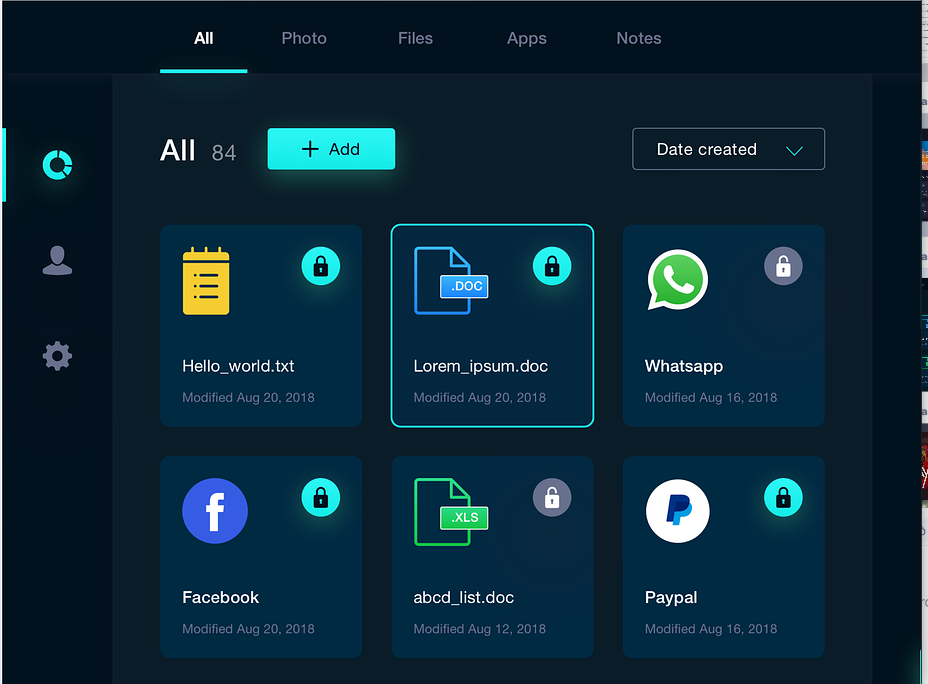 All Photo Files Apps Notes
All 84 + Add Date created
.DOC
Hello_world.txt Lorem_ipsum.doc Whatsapp
Modified Aug 20, 2018 Modified Aug 20, 2018 Modified Aug 16, 2018
.XLS
Facebook abcd_list.doc Paypal
Modified Aug 20, 2018 Modified Aug 12, 2018 Modified Aug 16, 2018